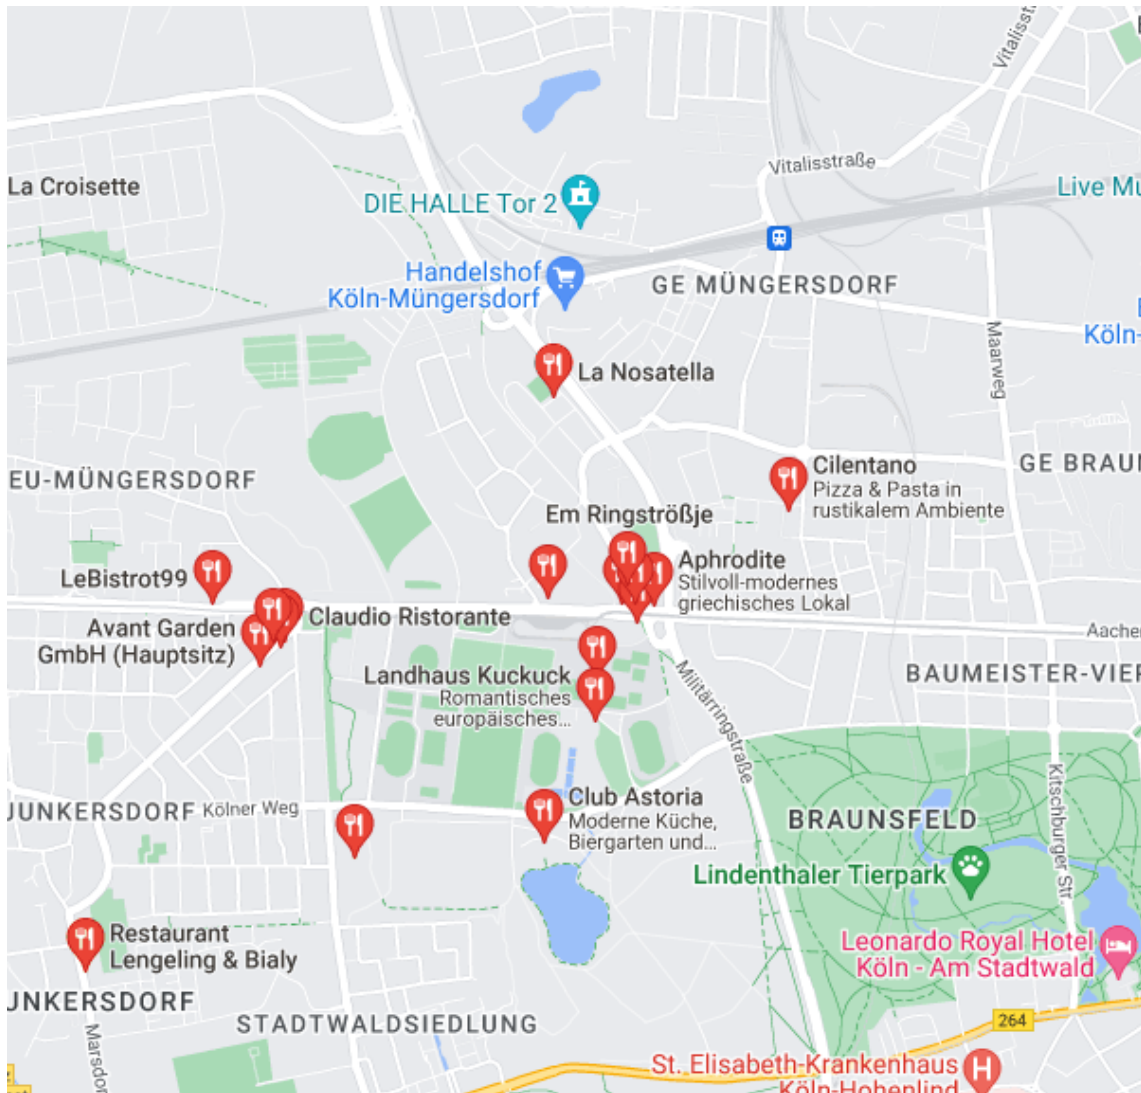 Vitalisstr
Vitalisstraße
La Croisette
DIE HALLE Tor 2
Live Mu
Handelshof
Köln-Müngersdorf
GE MÜNGERSDORF
Köln-
Maarweg
La Nosatella
Cilentano
Pizza & Pasta in
rustikalem Ambiente
GE BRAUN
EU-MÜNGERSDORF
Em Ringströßje
Aphrodite
Stilvoll-modernes
griechisches Lokal
LeBistrot99
Claudio Ristorante
Avant Garden
GmbH (Hauptsitz)
Aachen
Landhaus Kuckuck
Romantisches
europäisches...
BAUMEISTER-VIER
Militärringstraße
Kitschburger Str.
JUNKERSDORF
Kölner Weg
Club Astoria
Moderne Küche,
Biergarten und...
BRAUNSFELD
Lindenthaler Tierpark
Restaurant
Lengeling & Bialy
Leonardo Royal Hotel
Köln - Am Stadtwald
UNKERSDORF
STADTWALDSIEDLUNG
264
Marsdor
St. Elisabeth-Krankenhaus
Köln-Hohenlind
H